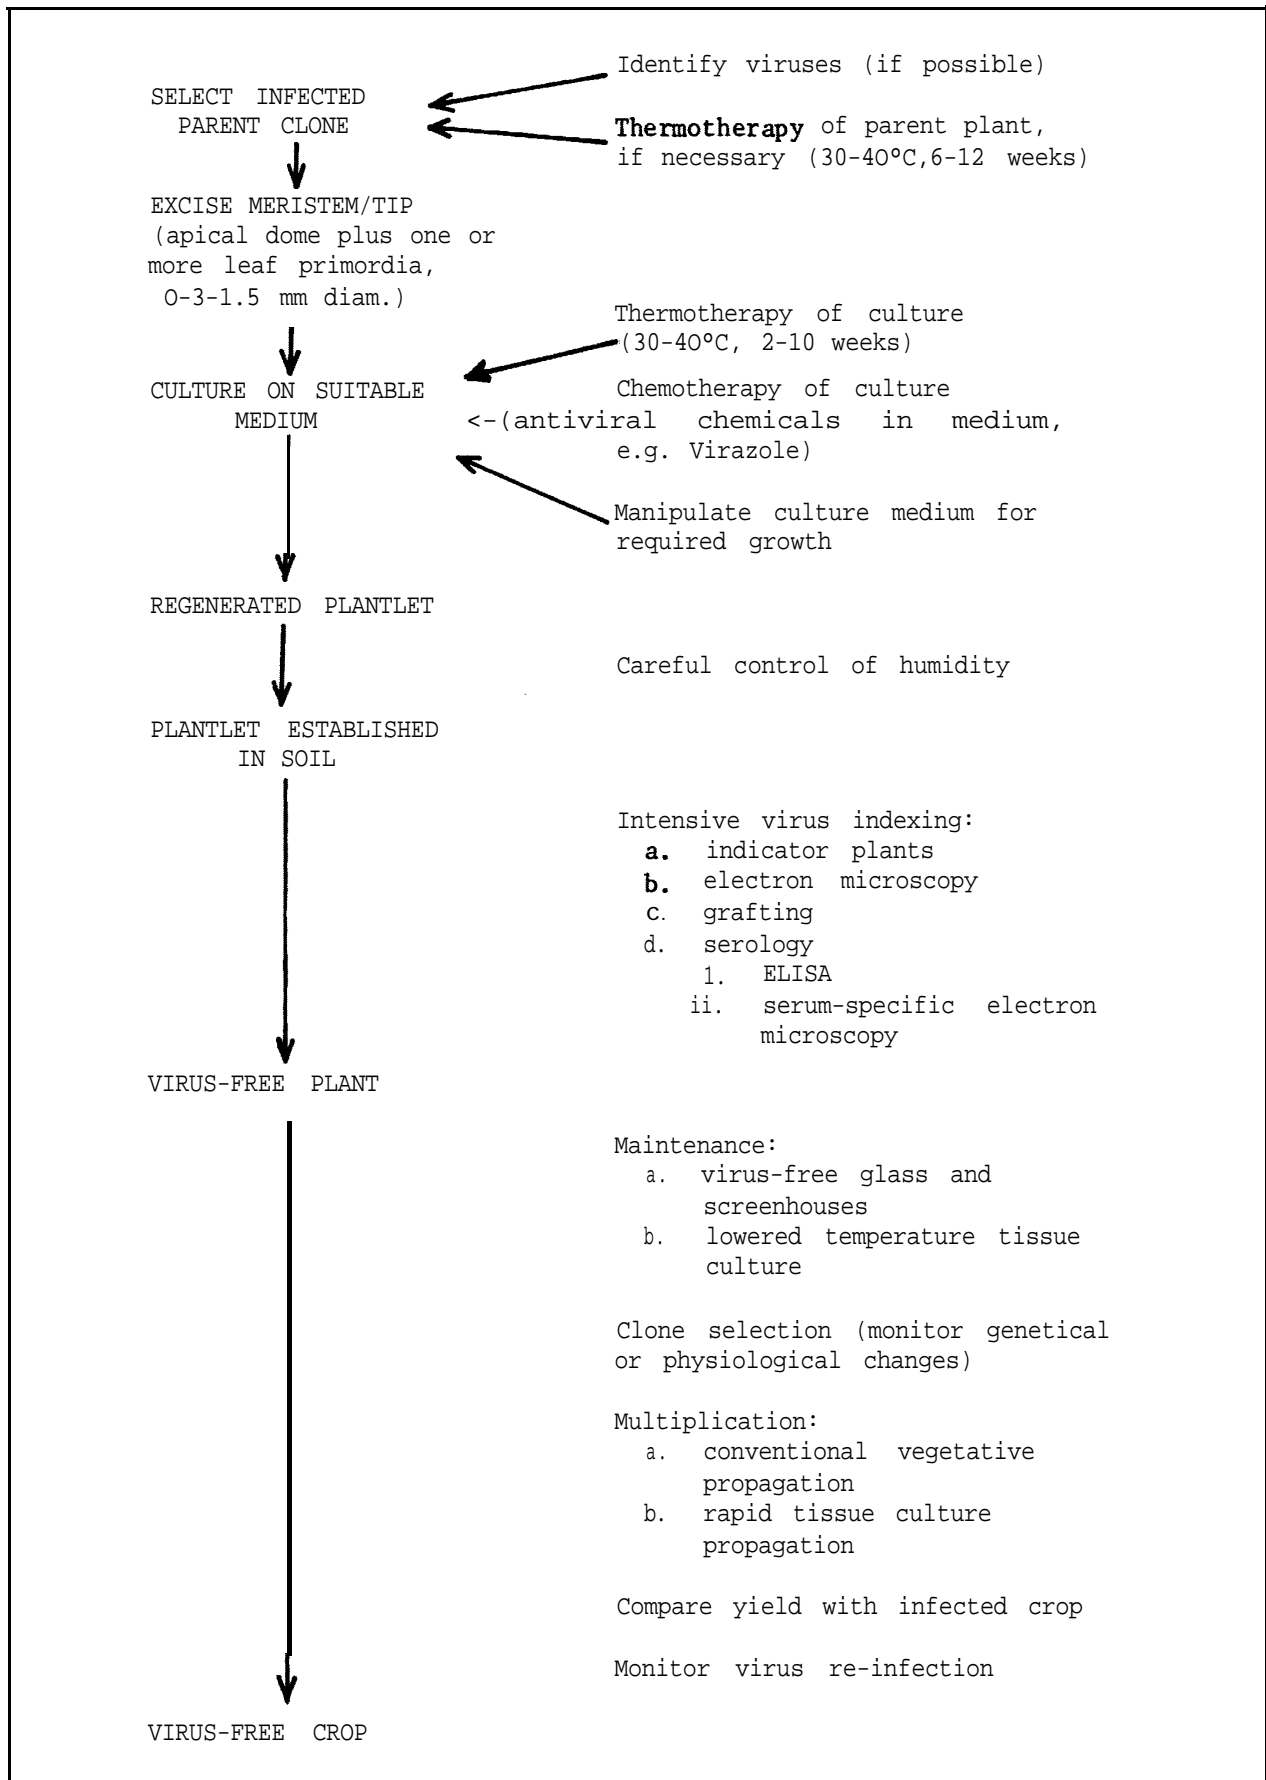 Identify viruses (if possible)
SELECT INFECTED
PARENT CLONE
Thermotherapy of parent plant,
if necessary (30-40°C,6-12 weeks)
EXCISE MERISTEM/TIP
(apical dome plus one or
more leaf primordia,
O-3-1.5 mm diam.)
Thermotherapy of culture
(30-40°C, 2-10 weeks)
CULTURE ON SUITABLE
MEDIUM
Chemotherapy of culture
<-(antiviral chemicals in medium,
e.g. Virazole)
Manipulate culture medium for
required growth
REGENERATED PLANTLET
Careful control of humidity
PLANTLET ESTABLISHED
IN SOIL
Intensive virus indexing:
a. indicator plants
b. electron microscopy
c. grafting
d. serology
1. ELISA
ii. serum-specific electron
microscopy
VIRUS-FREE PLANT
Maintenance:
a. virus-free glass and
screenhouses
b. lowered temperature tissue
culture
Clone selection (monitor genetical
or physiological changes)
Multiplication:
a. conventional vegetative
propagation
b. rapid tissue culture
propagation
Compare yield with infected crop
Monitor virus re-infection
VIRUS-FREE CROP